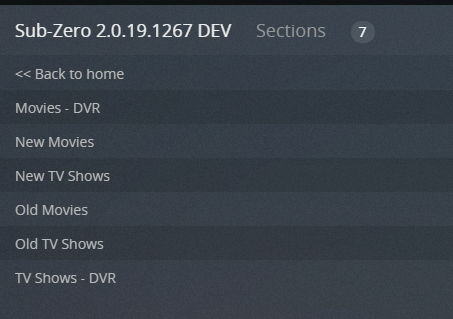 Sub-Zero 2.0.19.1267 DEV Sections 7
<< Back to home
Movies - DVR
New Movies
New TV Shows
Old Movies
Old TV Shows
TV Shows - DVR